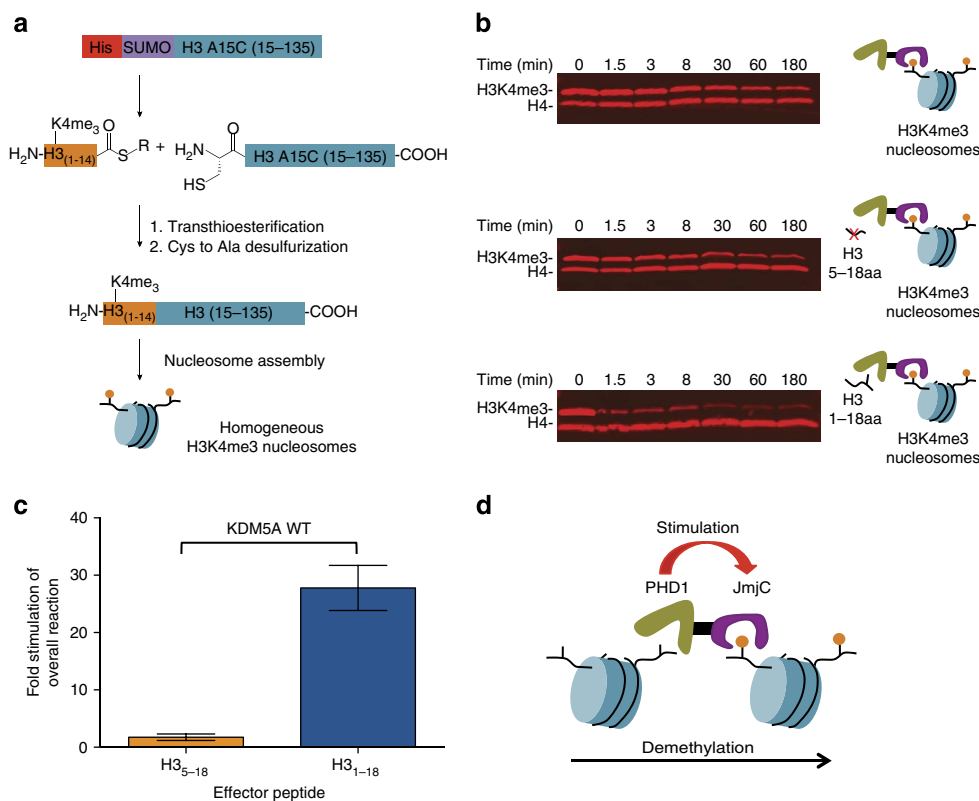 a
His SUMO H3 A15C (15–135)
K4me3
O
H2N-H3(1-14) S R + H2N O H3 A15C (15–135) -COOH
HS
1. Transthioesterification
2. Cys to Ala desulfurization
K4me3
H2N-H3(1-14) H3 (15–135) -COOH
Nucleosome assembly
Homogeneous
H3K4me3 nucleosomes
b
Time (min) 0 1.5 3 8 30 60 180
H3K4me3-
H4-
H3K4me3
nucleosomes
Time (min) 0 1.5 3 8 30 60 180
H3K4me3-
H4-
H3
5–18aa
H3K4me3
nucleosomes
Time (min) 0 1.5 3 8 30 60 180
H3K4me3-
H4-
H3
1–18aa
H3K4me3
nucleosomes
c
Fold stimulation of
overall reaction
40
30
20
10
0
KDM5A WT
H35–18 H31–18
Effector peptide
d
Stimulation
PHD1 JmjC
Demethylation